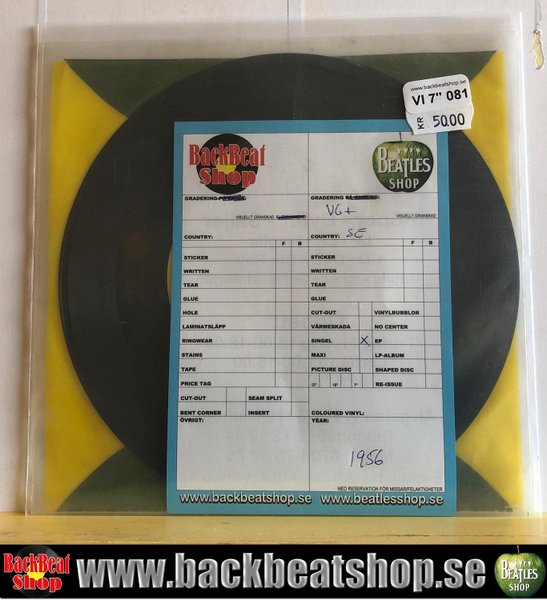 www.backbeatshop.se
VI 7" 081
KR 50.00
BackBeat
Shop
BEATLES
SHOP
GRADERING
GRADERING
VG+
VISUELLT GRANSKAD,
VISUELLT GRANSKAD
COUNTRY: F B
COUNTRY: SE F B
STICKER STICKER
WRITTEN WRITTEN
TEAR TEAR
GLUE GLUE
HOLE CUT-OUT VINYLBUBBLOR
LAMINATSLÄPP VÄRMESKADA NO CENTER
RINGWEAR SINGEL X EP
STAINS MAXI LP-ALBUM
TAPE PICTURE DISC SHAPED DISC
PRICE TAG 12" 10" 7" RE-ISSUE
CUT-OUT SEAM SPLIT
BENT CORNER INSERT COLOURED VINYL:
ÖVRIGT: YEAR:
1956
MED RESERVATION FÖR MISSAR/FELAKTIGHETER
www.backbeatshop.se www.beatlesshop.se
BackBeat
Shop
www.backbeatshop.se
BEATLES
SHOP